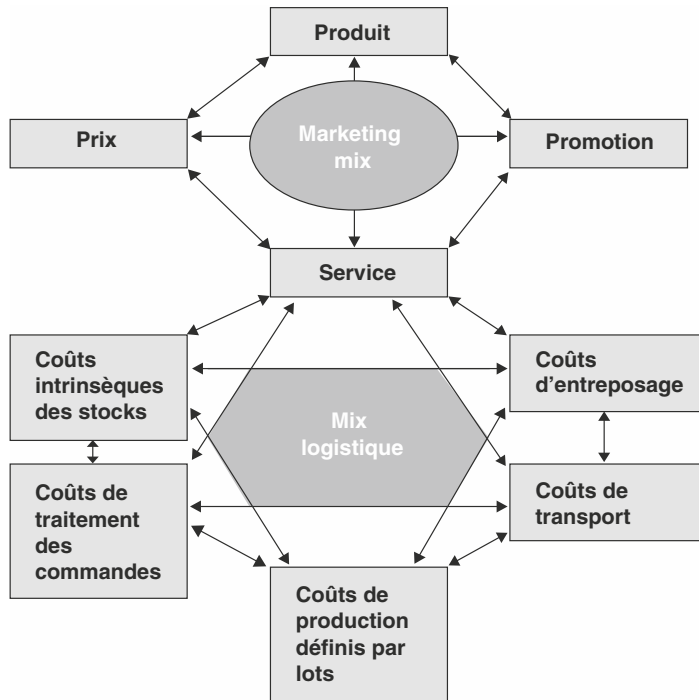 Produit
Marketing
mix
Prix
Promotion
Service
Coûts
intrinsèques
des stocks
Coûts
d’entreposage
Mix
logistique
Coûts de
traitement
des
commandes
Coûts de
transport
Coûts de
production
définis par
lots